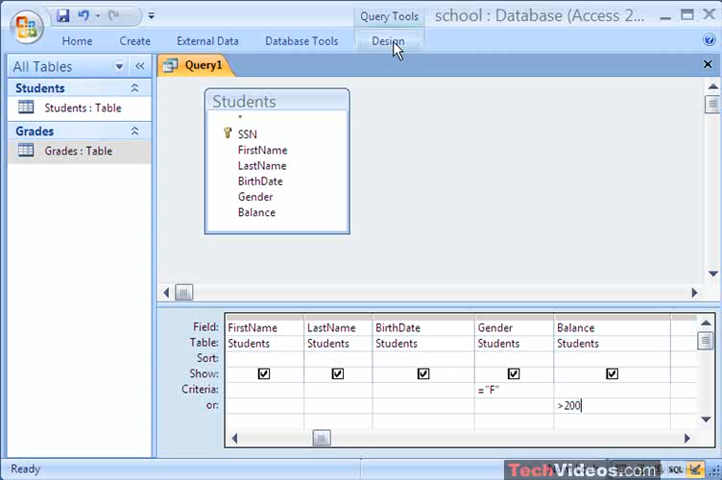 Query Tools school : Database (Access 2...
Home Create External Data Database Tools Design
All Tables
Query1
Students
Students : Table
Grades
Grades : Table
Students
*
SSN
FirstName
LastName
BirthDate
Gender
Balance
Field: FirstName LastName BirthDate Gender Balance
Table: Students Students Students Students Students
Sort:
Show:
Criteria: ="F"
or: >200
Ready
TechVideos.com
SQL